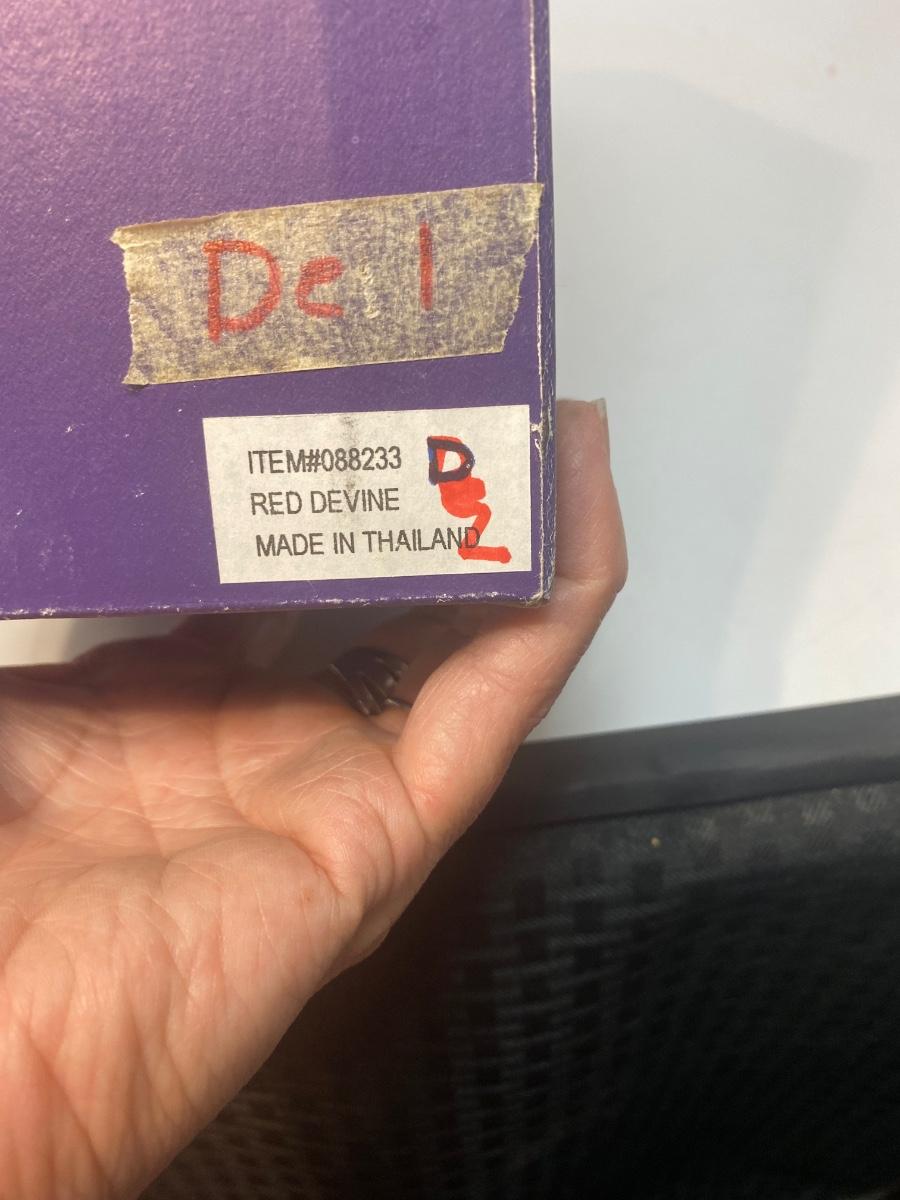 De 1
ITEM#088233 D
RED DEVINE
MADE IN THAILAND